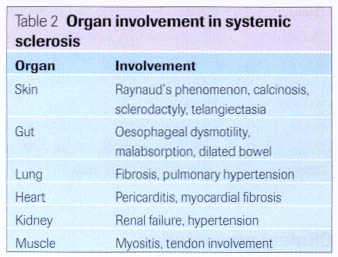 Table 2 Organ involvement in systemic
sclerosis
Organ Involvement
Skin Raynaud's phenomenon, calcinosis,
sclerodactyly, telangiectasia
Gut Oesophageal dysmotility,
malabsorption, dilated bowel
Lung Fibrosis, pulmonary hypertension
Heart Pericarditis, myocardial fibrosis
Kidney Renal failure, hypertension
Muscle Myositis, tendon involvement